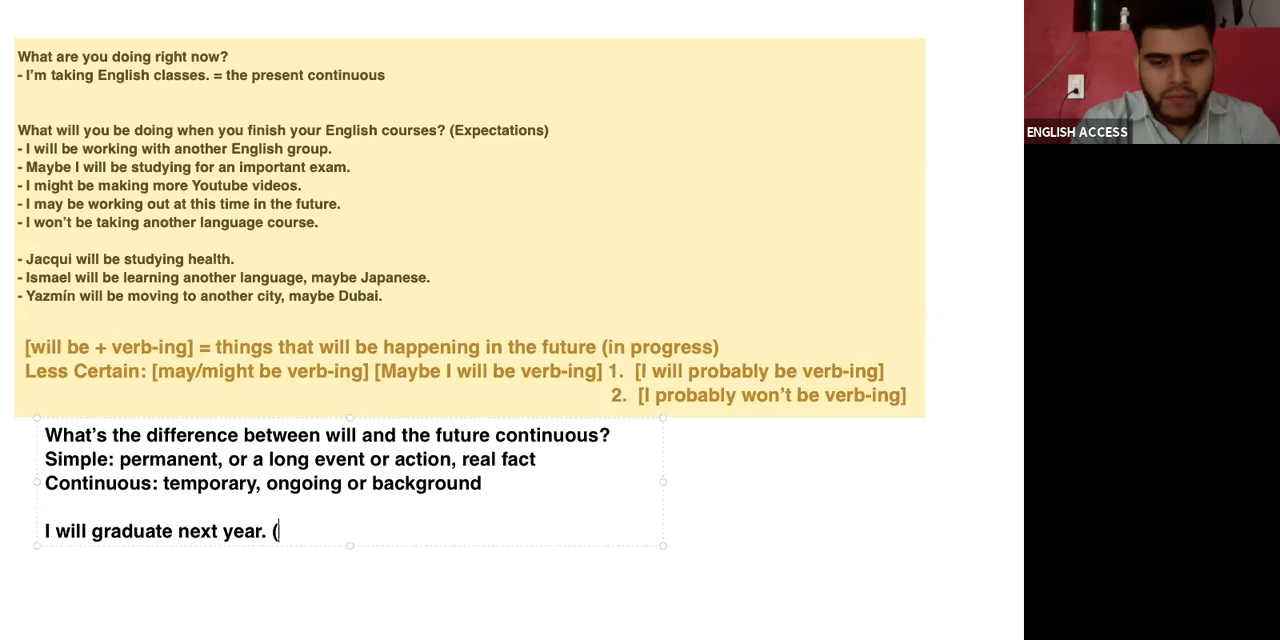 What are you doing right now?
- I'm taking English classes. = the present continuous
What will you be doing when you finish your English courses? (Expectations)
- I will be working with another English group.
- Maybe I will be studying for an important exam.
- I might be making more Youtube videos.
- I may be working out at this time in the future.
- I won't be taking another language course.
- Jacqui will be studying health.
- Ismael will be learning another language, maybe Japanese.
- Yazmín will be moving to another city, maybe Dubai.
[will be + verb-ing] = things that will be happening in the future (in progress)
Less Certain: [may/might be verb-ing] [Maybe I will be verb-ing] 1. [I will probably be verb-ing]
2. [I probably won't be verb-ing]
What's the difference between will and the future continuous?
Simple: permanent, or a long event or action, real fact
Continuous: temporary, ongoing or background
I will graduate next year. (
ENGLISH ACCESS